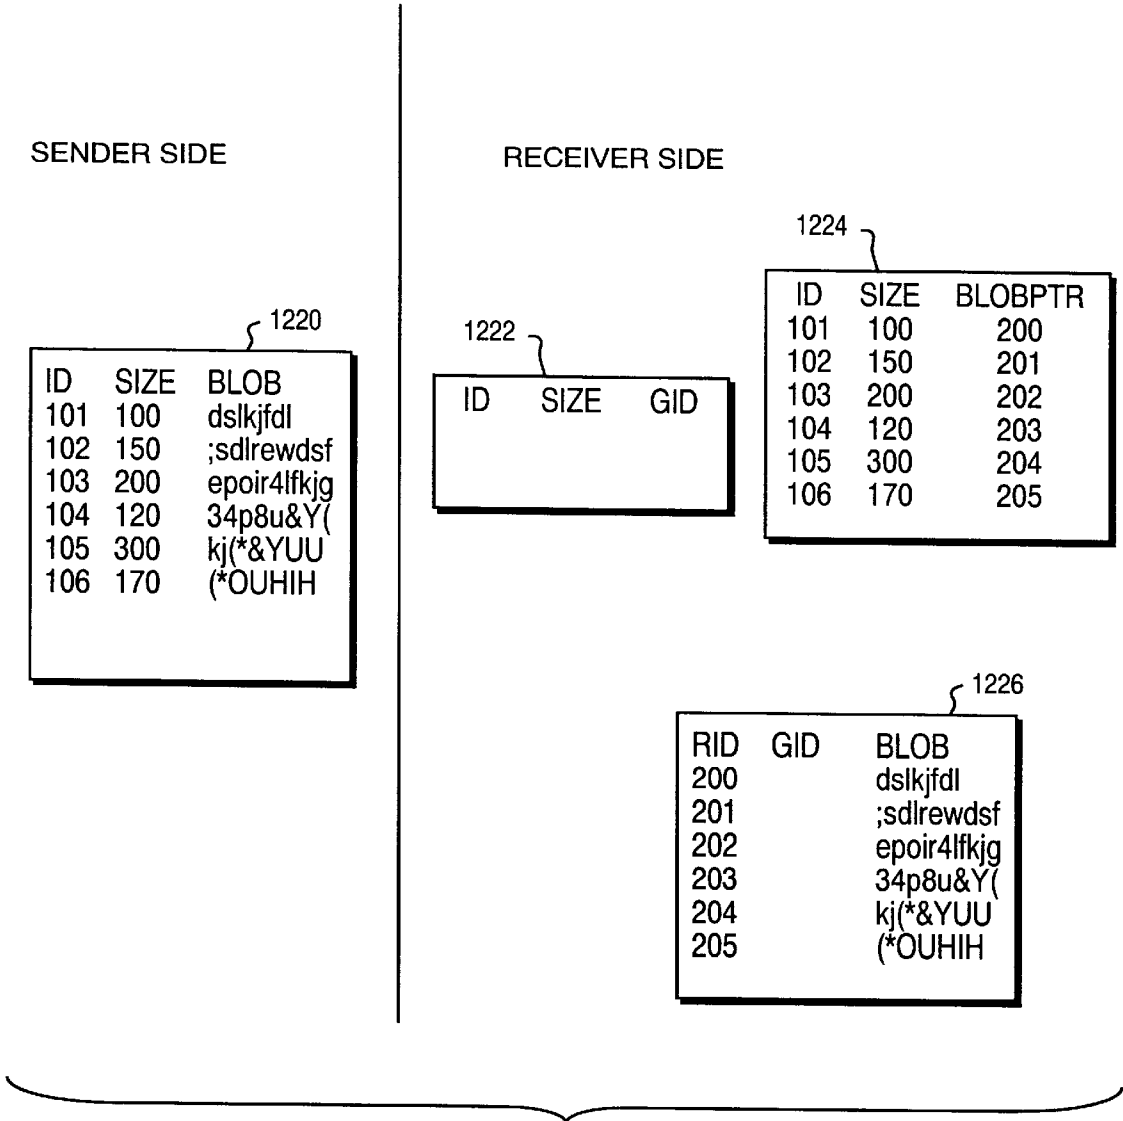 SENDER SIDE
RECEIVER SIDE
1220
ID SIZE BLOB
101 100 dslkjfdl
102 150 ;sdlrewdsf
103 200 epoir4lfkjg
104 120 34p8u&Y(
105 300 kj(*&YUU
106 170 (*OUHIH
1222
ID SIZE GID
1224
ID SIZE BLOBPTR
101 100 200
102 150 201
103 200 202
104 120 203
105 300 204
106 170 205
1226
RID GID BLOB
200 dslkjfdl
201 ;sdlrewdsf
202 epoir4lfkjg
203 34p8u&Y(
204 kj(*&YUU
205 (*OUHIH